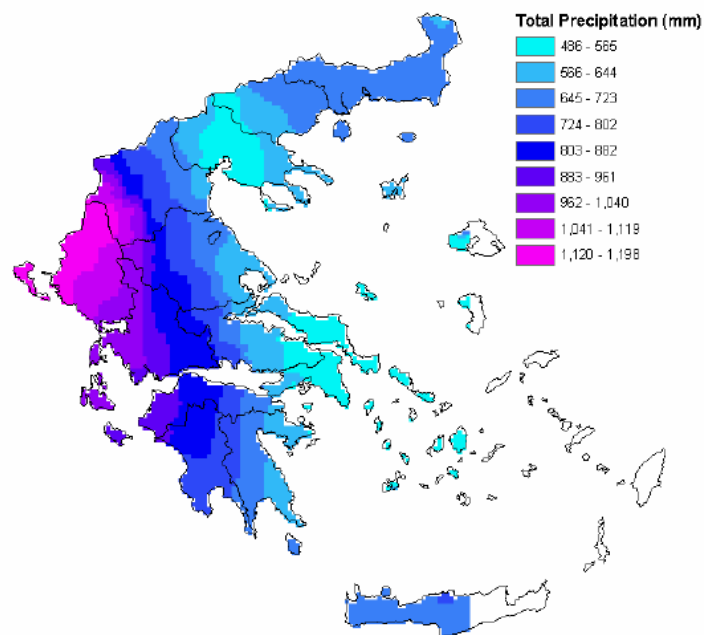 Total Precipitation (mm)
486 - 565
566 - 644
645 - 723
724 - 802
803 - 882
883 - 961
962 - 1,040
1,041 - 1,119
1,120 - 1,198